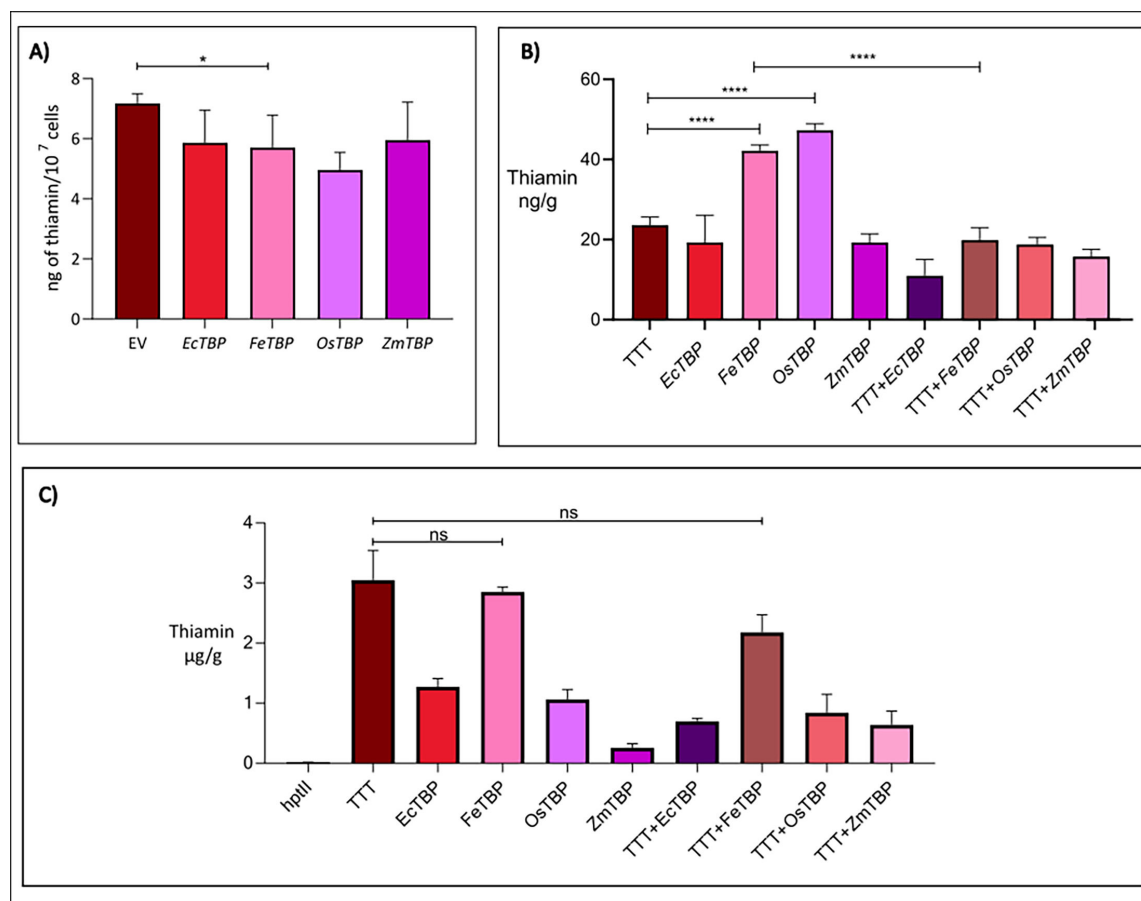 A)
*
8
6
4
2
0
ng of thiamin/10 7 cells
EV
EcTBP
FeTBP
OsTBP
ZmTBP
B)
****
****
****
60
40
20
0
Thiamin
ng/g
TTT
EcTBP
FeTBP
OsTBP
ZmTBP
TTT+EcTBP
TTT+FeTBP
TTT+OsTBP
TTT+ZmTBP
C)
ns
ns
4
3
2
1
0
Thiamin
µg/g
hptII
TTT
EcTBP
FeTBP
OsTBP
ZmTBP
TTT+EcTBP
TTT+FeTBP
TTT+OsTBP
TTT+ZmTBP